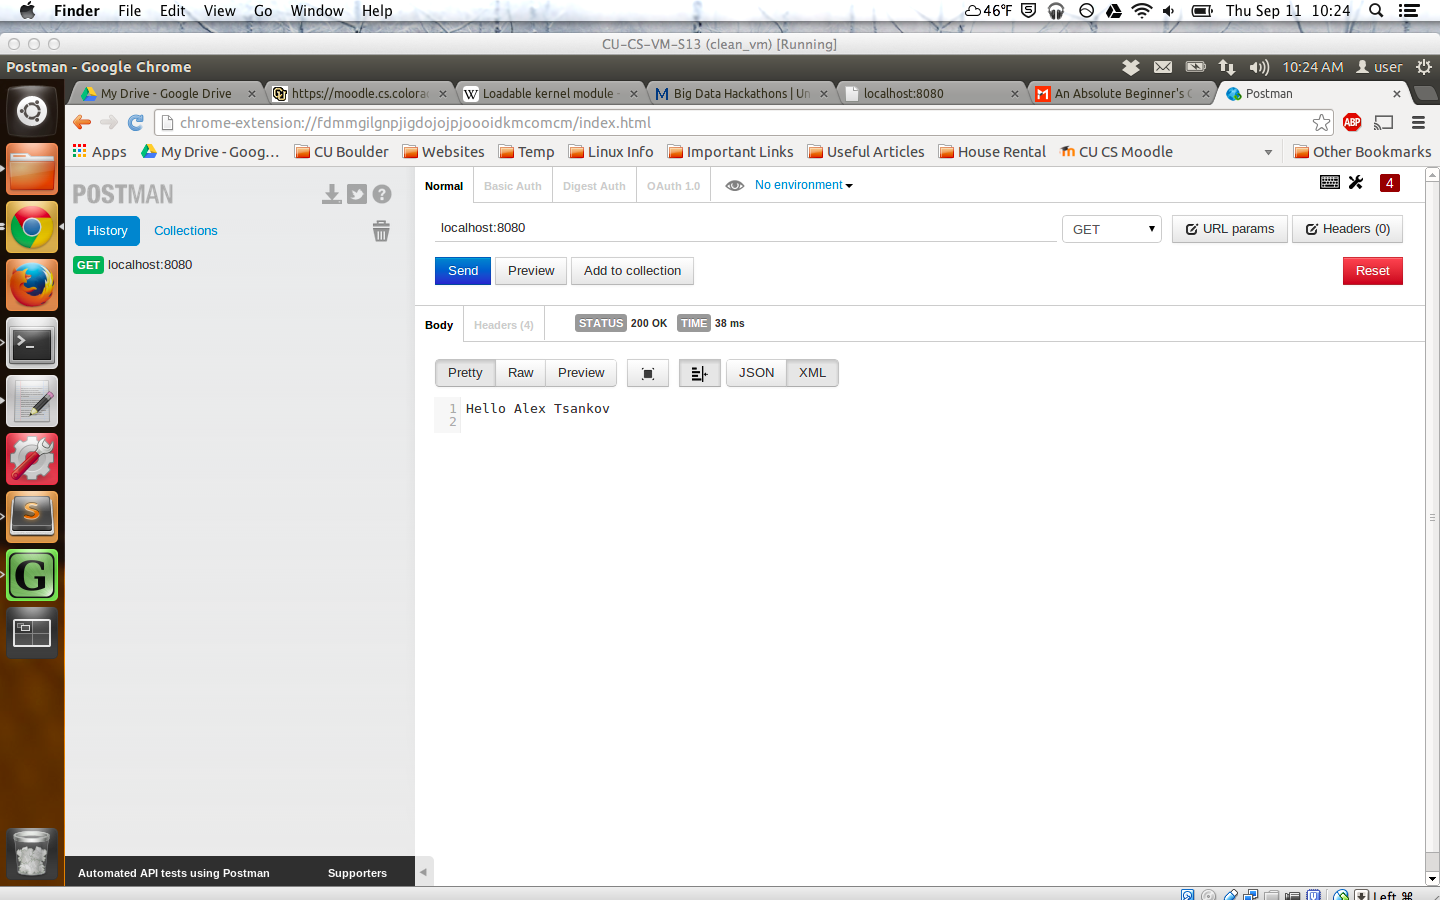 Finder File Edit View Go Window Help 46°F Thu Sep 11 10:24
CU-CS-VM-S13 (clean_vm) [Running]
Postman - Google Chrome 10:24 AM user
My Drive - Google Drive https://moodle.cs.colorad Loadable kernel module - Big Data Hackathons | Un localhost:8080 An Absolute Beginner's G Postman
chrome-extension://fdmmgilgnpjigdojojpjoooidkmcomcm/index.html ABP
Apps My Drive - Goog... CU Boulder Websites Temp Linux Info Important Links Useful Articles House Rental CU CS Moodle Other Bookmarks
POSTMAN
Normal Basic Auth Digest Auth OAuth 1.0 No environment 4
History Collections
localhost:8080 GET URL params Headers (0)
GET localhost:8080
Send Preview Add to collection Reset
Body Headers (4) STATUS 200 OK TIME 38 ms
Pretty Raw Preview JSON XML
1 Hello Alex Tsankov
2
Automated API tests using Postman Supporters
Left ⌘